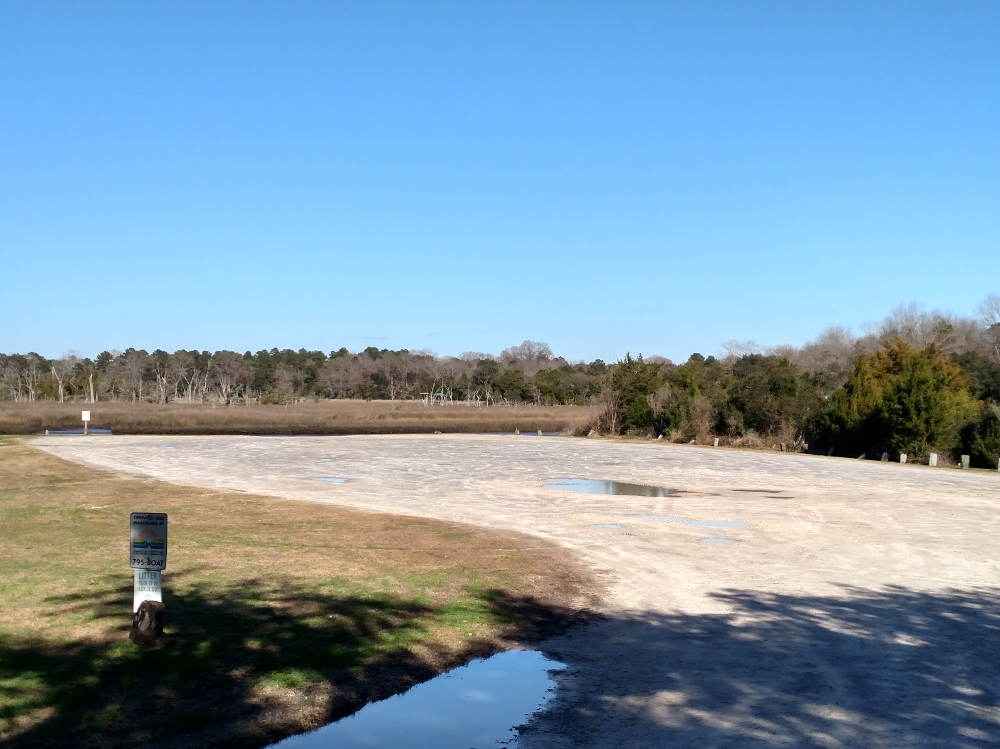 OPERATED AND
MAINTAINED BY
795-BOAT
LITTER
PACK IT IN
PACK IT OUT